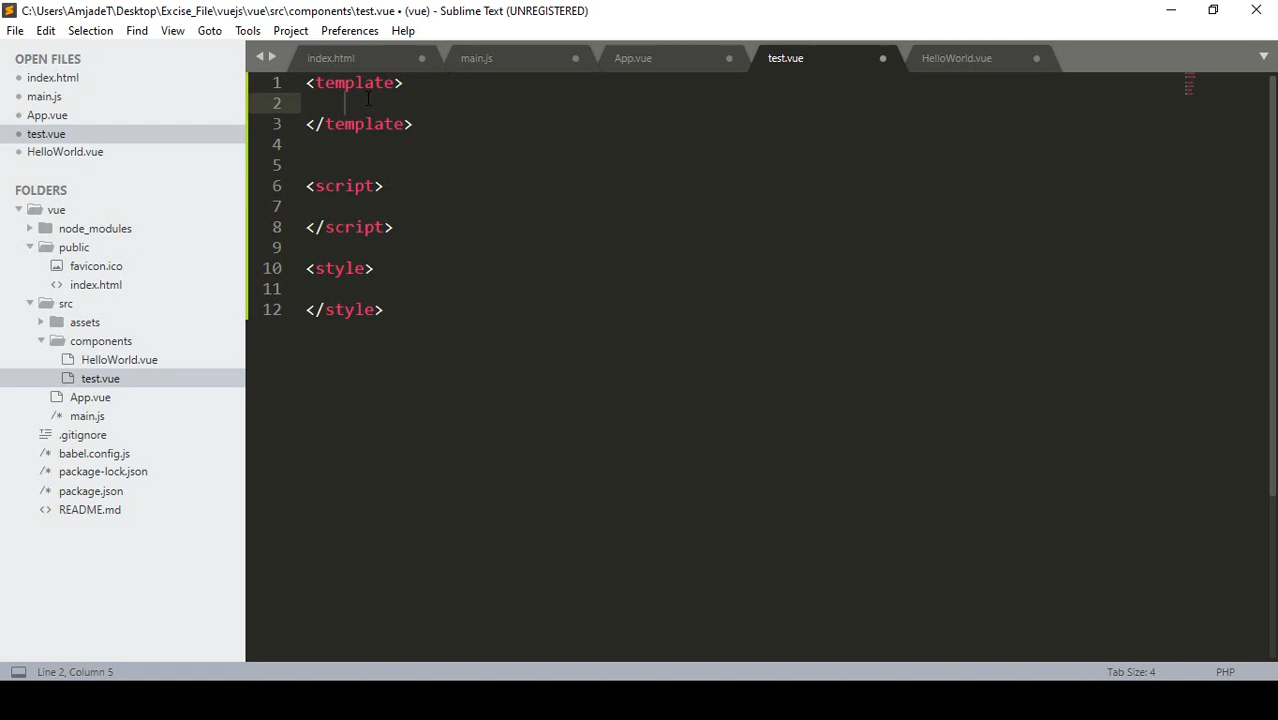 C:\Users\AmjadeT\Desktop\Excise_File\vuejs\vue\src\components\test.vue • (vue) - Sublime Text (UNREGISTERED)
File Edit Selection Find View Goto Tools Project Preferences Help
OPEN FILES
index.html
main.js
App.vue
test.vue
HelloWorld.vue
FOLDERS
vue
node_modules
public
favicon.ico
<> index.html
src
assets
components
HelloWorld.vue
test.vue
App.vue
/* main.js
.gitignore
/* babel.config.js
/* package-lock.json
/* package.json
<> README.md
index.html main.js App.vue test.vue HelloWorld.vue
1 <template>
2
3 </template>
4
5
6 <script>
7
8 </script>
9
10 <style>
11
12 </style>
Line 2, Column 5 Tab Size: 4 PHP